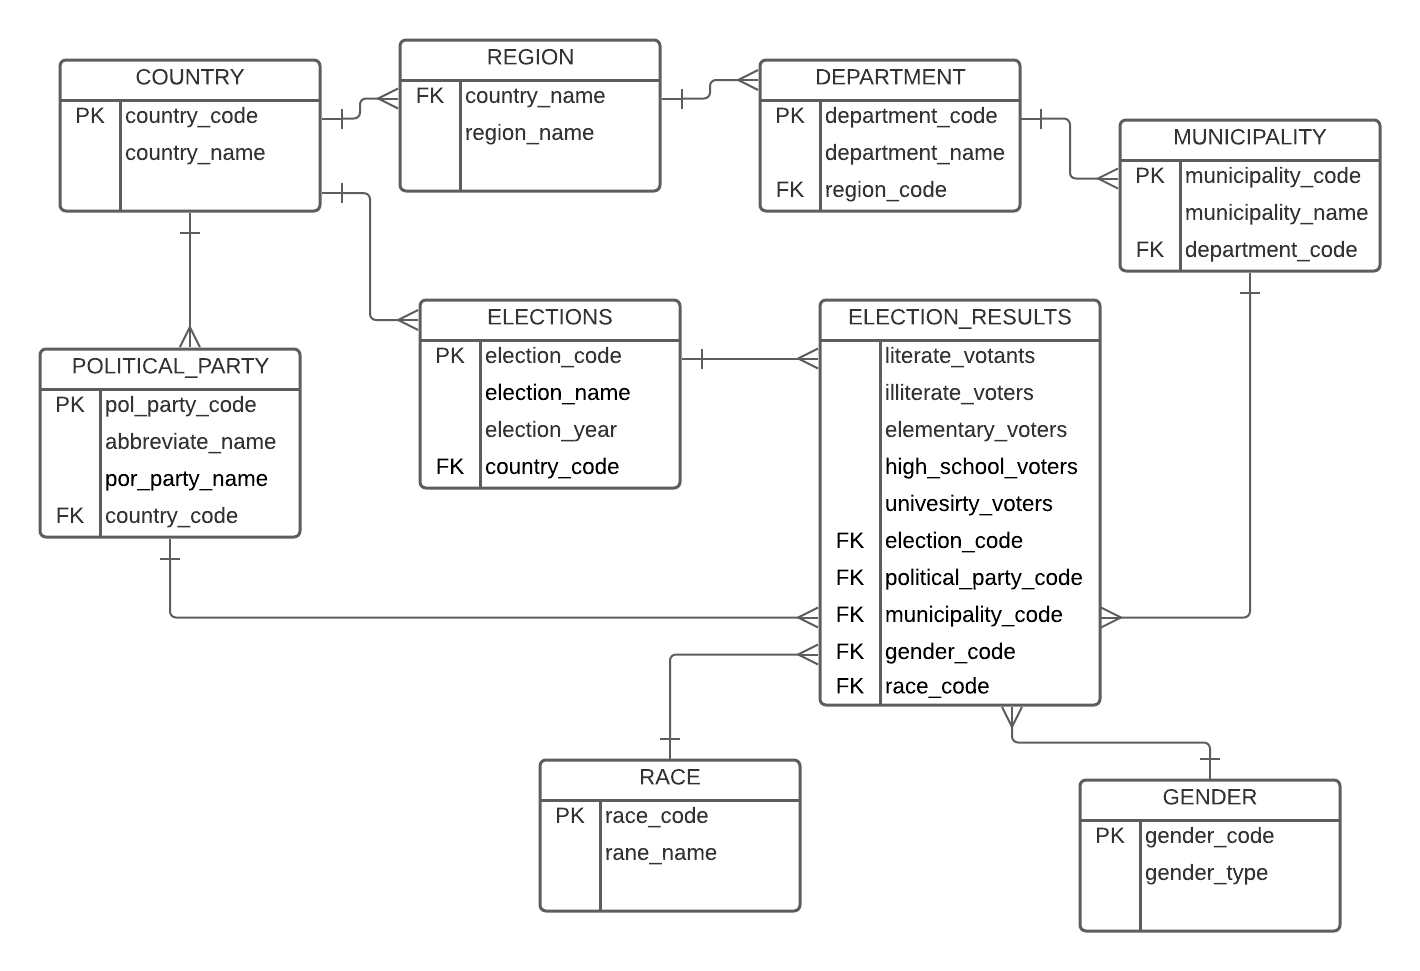 COUNTRY
PK country_code
country_name
REGION
FK country_name
region_name
DEPARTMENT
PK department_code
department_name
FK region_code
MUNICIPALITY
PK municipality_code
municipality_name
FK department_code
POLITICAL_PARTY
PK pol_party_code
abbreviate_name
por_party_name
FK country_code
ELECTIONS
PK election_code
election_name
election_year
FK country_code
ELECTION_RESULTS
literate_votants
illiterate_voters
elementary_voters
high_school_voters
univesirty_voters
FK election_code
FK political_party_code
FK municipality_code
FK gender_code
FK race_code
RACE
PK race_code
rane_name
GENDER
PK gender_code
gender_type